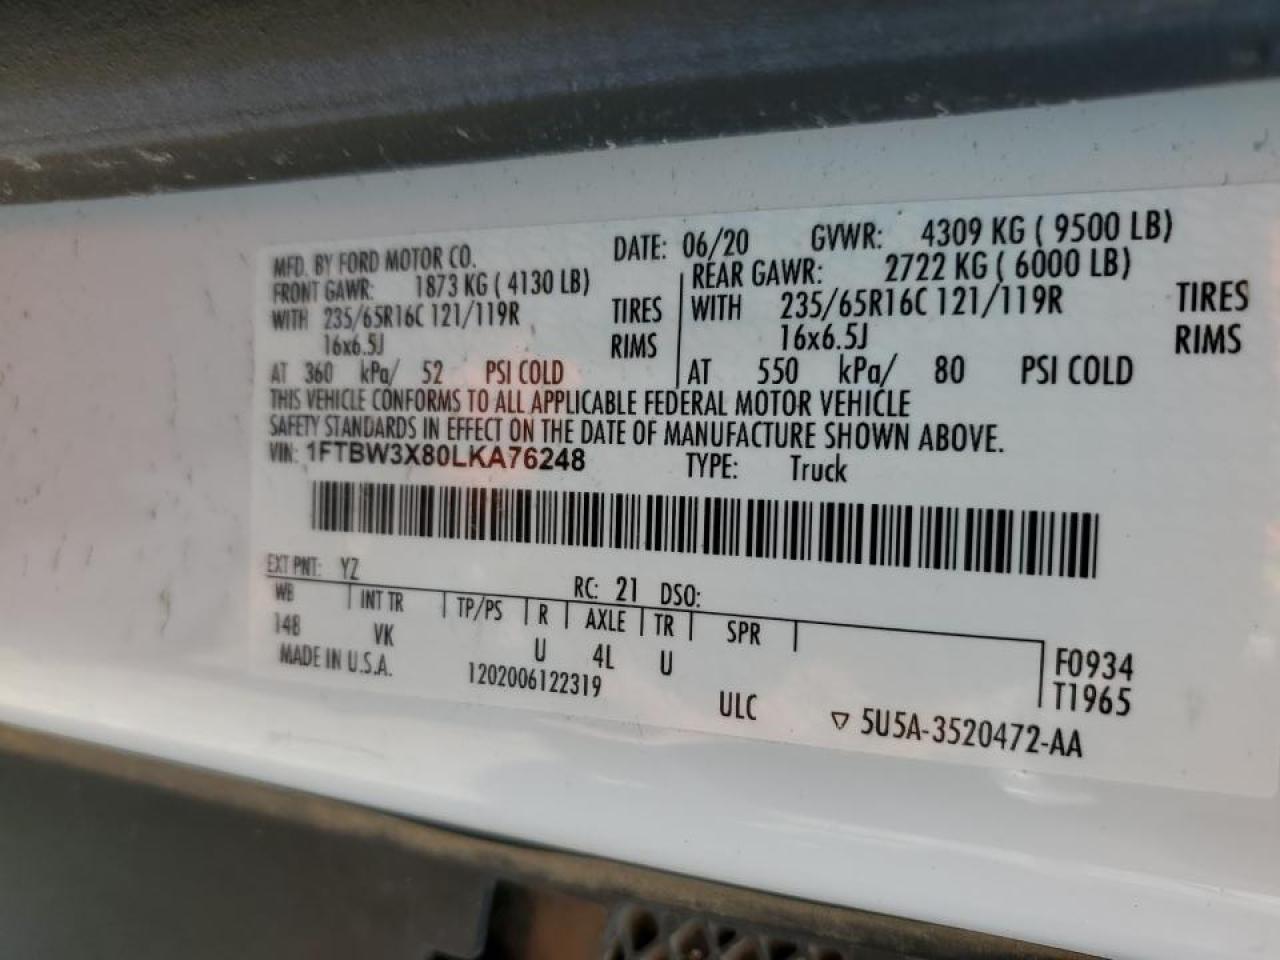 MFD. BY FORD MOTOR CO. DATE: 06/20 GVWR: 4309 KG ( 9500 LB)
FRONT GAWR: 1873 KG ( 4130 LB) REAR GAWR: 2722 KG ( 6000 LB)
WITH 235/65R16C 121/119R TIRES WITH 235/65R16C 121/119R TIRES
16x6.5J RIMS 16x6.5J RIMS
AT 360 kPa/ 52 PSI COLD AT 550 kPa/ 80 PSI COLD
THIS VEHICLE CONFORMS TO ALL APPLICABLE FEDERAL MOTOR VEHICLE
SAFETY STANDARDS IN EFFECT ON THE DATE OF MANUFACTURE SHOWN ABOVE.
VIN: 1FTBW3X80LKA76248 TYPE: Truck
EXT PNT: YZ RC: 21 DSO:
WB INT TR TP/PS R AXLE TR SPR
148 VK U 4L U F0934
T1965
MADE IN U.S.A. 1202006122319 ULC ▽ 5U5A-3520472-AA